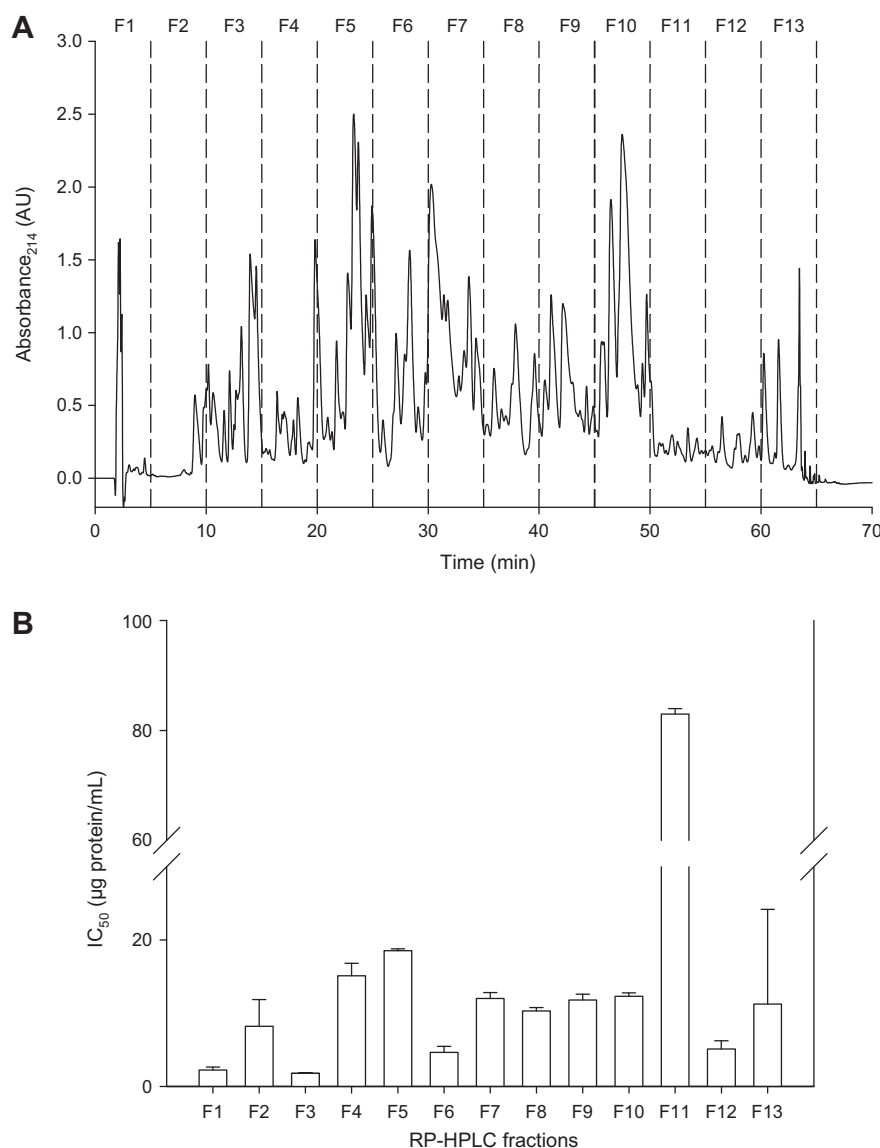 A
F1 F2 F3 F4 F5 F6 F7 F8 F9 F10 F11 F12 F13
3.0
2.5
2.0
1.5
1.0
0.5
0.0
Absorbance₂₁₄ (AU)
0 10 20 30 40 50 60 70
Time (min)
B
100
80
60
20
0
IC₅₀ (µg protein/mL)
F1 F2 F3 F4 F5 F6 F7 F8 F9 F10 F11 F12 F13
RP-HPLC fractions